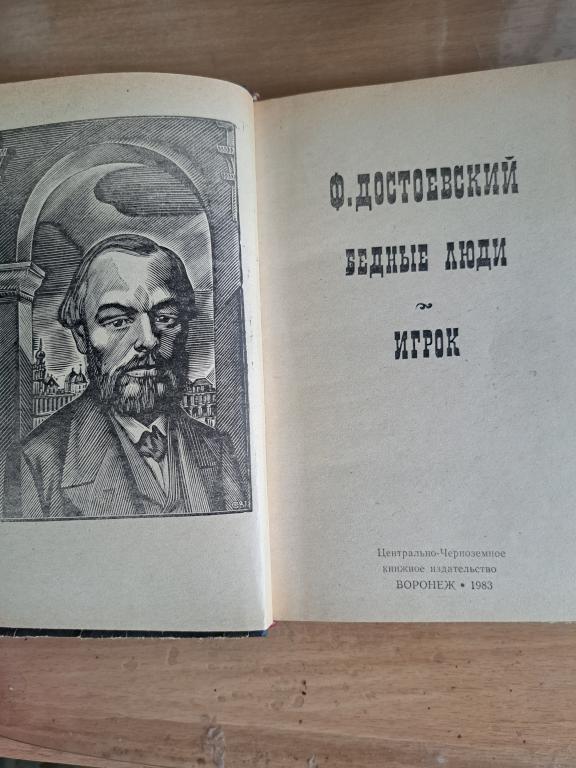 Ф. ДОСТОЕВСКИЙ
БЕДНЫЕ ЛЮДИ
~
ИГРОК
Центрально-Черноземное
книжное издательство
ВОРОНЕЖ • 1983